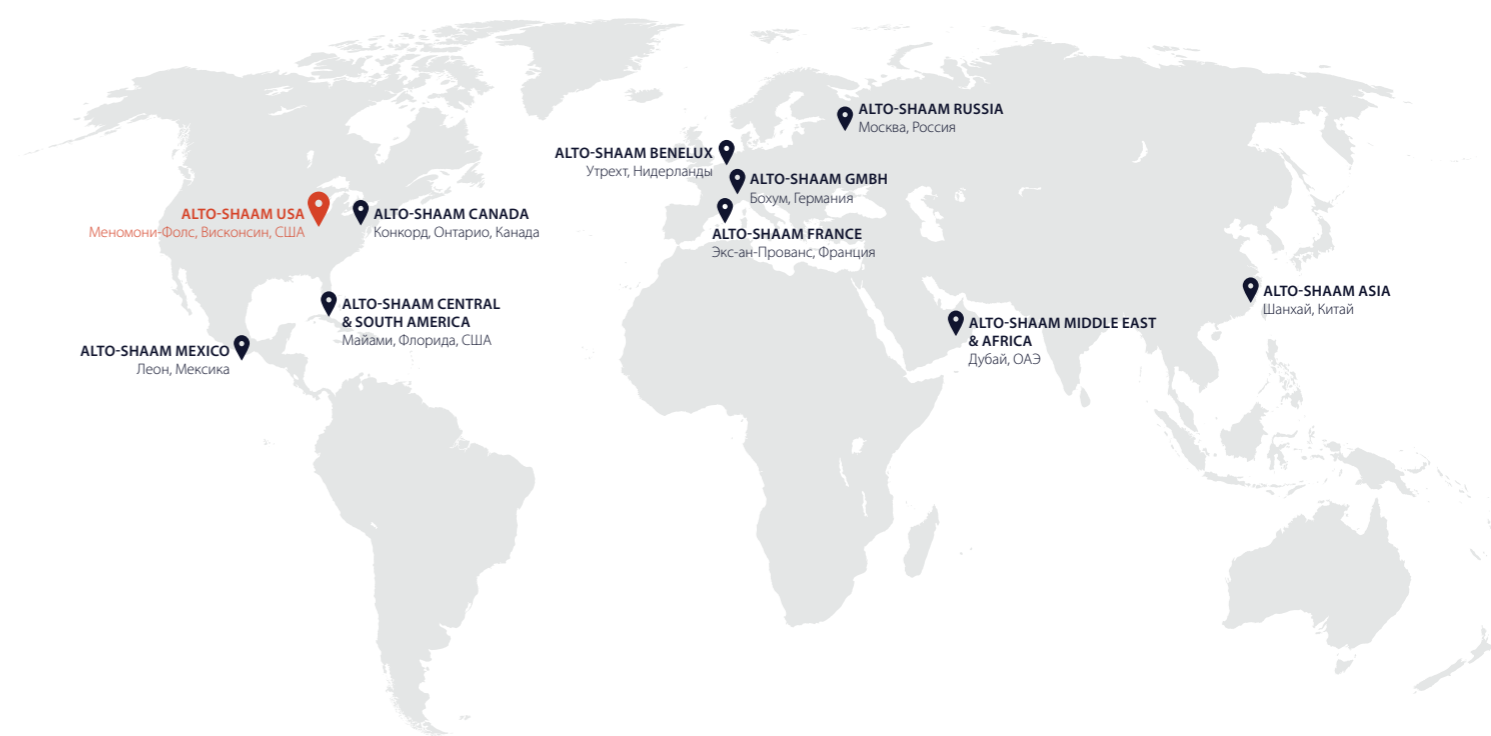 ALTO-SHAAM RUSSIA
Москва, Россия
ALTO-SHAAM BENELUX
Утрехт, Нидерланды
ALTO-SHAAM GMBH
Бохум, Германия
ALTO-SHAAM USA
Меномони-Фолс, Висконсин, США
ALTO-SHAAM CANADA
Конкорд, Онтарио, Канада
ALTO-SHAAM FRANCE
Экс-ан-Прованс, Франция
ALTO-SHAAM CENTRAL
& SOUTH AMERICA
Майами, Флорида, США
ALTO-SHAAM ASIA
Шанхай, Китай
ALTO-SHAAM MIDDLE EAST
& AFRICA
Дубай, ОАЭ
ALTO-SHAAM MEXICO
Леон, Мексика